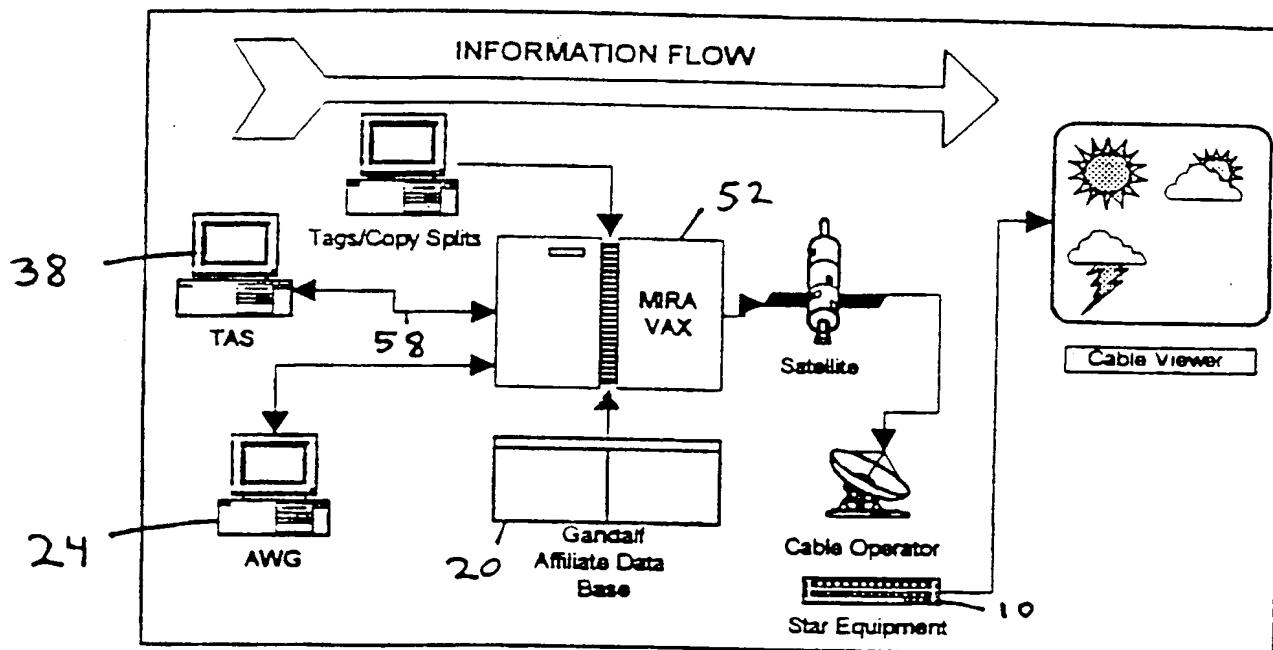 INFORMATION FLOW
Tags/Copy Splits
52
38
TAS
58
MIRA
VAX
Satellite
Cable Viewer
24
AWG
20
Gandalf
Affiliate Data
Base
Cable Operator
10
Star Equipment